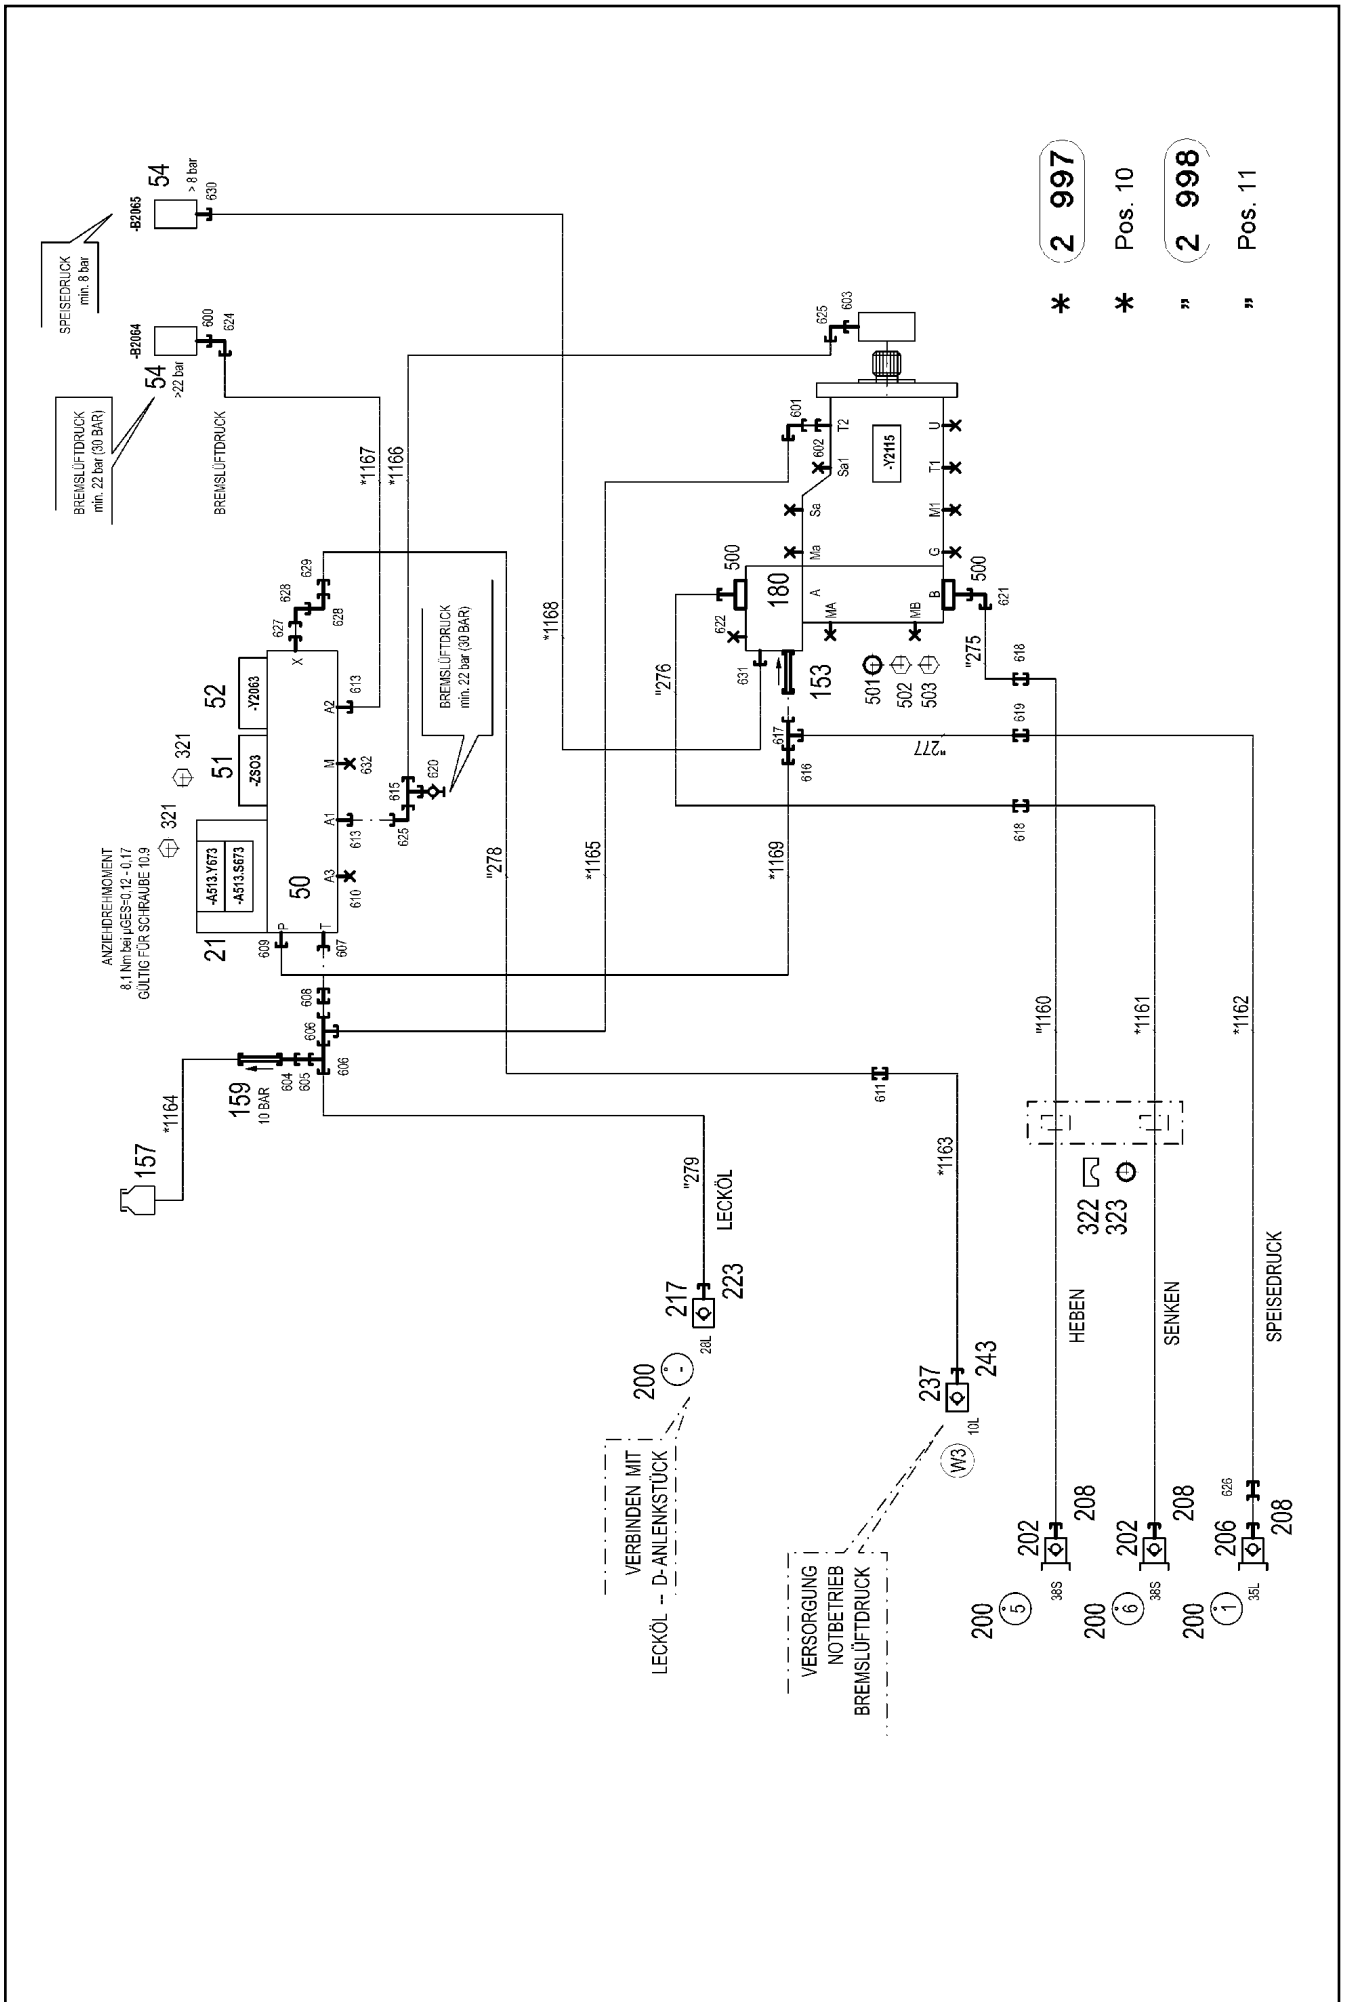 SPEISEDRUCK
min. 8 bar
-B2065
54
> 8 bar
630
BREMSLÜFTDRUCK
min. 22 bar (30 BAR)
-B2064
54
>22 bar
600
624
BREMSLÜFTDRUCK
*1167
*1166
ANZIEHDREHMOMENT
8,1 Nm bei µGES=0,12 - 0,17
GÜLTIG FÜR SCHRAUBE 10.9
321
321
21
-A513.Y673
-A513.S673
51
-ZSO3
52
-Y2063
50
P
T
X
A3
A1
M
A2
609
607
610
613
632
613
627
628
628
629
625
615
620
BREMSLÜFTDRUCK
min. 22 bar (30 BAR)
608
606
606
605
604
159
10 BAR
157
*1164
"278
*1165
*1168
*1169
"276
"275
"277
625
603
601
602
T2
Sa1
Sa
Ma
-Y2115
U
T1
M1
G
500
180
A
B
MA
MB
500
621
622
631
153
501
502
503
617
616
618
619
618
* 2 997
* Pos. 10
" 2 998
" Pos. 11
"279
LECKÖL
217
223
28L
200
-
VERBINDEN MIT
LECKÖL -- D-ANLENKSTÜCK
611
*1163
237
243
10L
W3
VERSORGUNG
NOTBETRIEB
BREMSLÜFTDRUCK
"1160
*1161
*1162
322
323
HEBEN
SENKEN
SPEISEDRUCK
202
208
38S
200
5
202
208
38S
200
6
626
206
208
35L
200
1